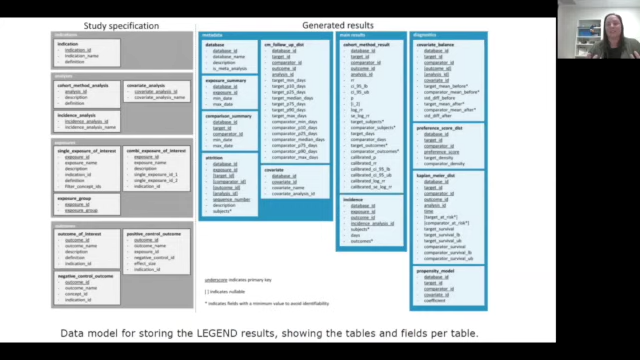 Study specification
Generated results
indications
indication
- indication_id
- indication_name
- definition
analyses
cohort_method_analysis
- analysis_id
- description
- definition
covariate_analysis
- covariate_analysis_id
- covariate_analysis_name
incidence_analysis
- incidence_analysis_id
- incidence_analysis_name
exposures
single_exposure_of_interest
- exposure_id
- exposure_name
- description
- indication_id
- definition
- filter_concept_ids
combi_exposure_of_interest
- exposure_id
- exposure_name
- single_exposure_id_1
- single_exposure_id_2
- indication_id
exposure_group
- exposure_id
- exposure_group
outcomes
outcome_of_interest
- outcome_id
- outcome_name
- description
- definition
- indication_id
positive_control_outcome
- outcome_id
- outcome_name
- exposure_id
- negative_control_id
- effect_size
- indication_id
negative_control_outcome
- outcome_id
- outcome_name
- concept_id
- indication_id
metadata
database
- database_id
- database_name
- description
- is_meta_analysis
exposure_summary
- database_id
- exposure_id
- min_date
- max_date
comparison_summary
- database_id
- target_id
- comparator_id
- min_date
- max_date
attrition
- database_id
- exposure_id
- [target_id]
- [comparator_id]
- [outcome_id]
- [analysis_id]
- sequence_number
- description
- subjects*
cm_follow_up_dist
- database_id
- target_id
- comparator_id
- outcome_id
- analysis_id
- target_min_days
- target_p10_days
- target_p25_days
- target_median_days
- target_p75_days
- target_p90_days
- target_max_days
- comparator_min_days
- comparator_p10_days
- comparator_p25_days
- comparator_median_days
- comparator_p75_days
- comparator_p90_days
- comparator_max_days
covariate
- database_id
- covariate_id
- covariate_name
- covariate_analysis_id
underscore indicates primary key
[ ] indicates nullable
* indicates fields with a minimum value to avoid identifiability
main results
cohort_method_result
- database_id
- target_id
- comparator_id
- outcome_id
- analysis_id
- rr
- ci_95_lb
- ci_95_ub
- p
- [i_2]
- log_rr
- se_log_rr
- target_subjects*
- comparator_subjects*
- target_days
- comparator_days
- target_outcomes*
- comparator_outcomes*
- calibrated_p
- calibrated_rr
- calibrated_ci_95_lb
- calibrated_ci_95_ub
- calibrated_log_rr
- calibrated_se_log_rr
incidence
- database_id
- exposure_id
- outcome_id
- incidence_analysis_id
- subjects*
- days
- outcomes*
diagnostics
covariate_balance
- database_id
- target_id
- comparator_id
- [outcome_id]
- [analysis_id]
- covariate_id
- target_mean_before*
- comparator_mean_before*
- std_diff_before
- target_mean_after*
- comparator_mean_after*
- std_diff_after
preference_score_dist
- database_id
- target_id
- comparator_id
- preference_score
- target_density
- comparator_density
kaplan_meier_dist
- database_id
- target_id
- comparator_id
- outcome_id
- analysis_id
- time
- [target_at_risk*]
- [comparator_at_risk*]
- target_survival
- target_survival_lb
- target_survival_ub
- comparator_survival
- comparator_survival_lb
- comparator_survival_ub
propensity_model
- database_id
- target_id
- comparator_id
- covariate_id
- coefficient
Data model for storing the LEGEND results, showing the tables and fields per table.